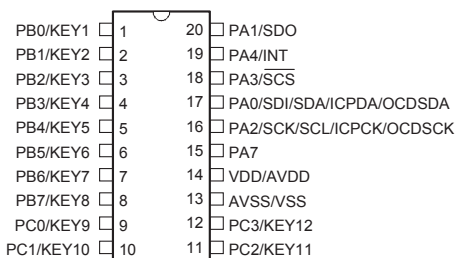 PB0/KEY1 1 20 PA1/SDO
PB1/KEY2 2 19 PA4/INT
PB2/KEY3 3 18 PA3/SCS
PB3/KEY4 4 17 PA0/SDI/SDA/ICPDA/OCDSDA
PB4/KEY5 5 16 PA2/SCK/SCL/ICPCK/OCDSCK
PB5/KEY6 6 15 PA7
PB6/KEY7 7 14 VDD/AVDD
PB7/KEY8 8 13 AVSS/VSS
PC0/KEY9 9 12 PC3/KEY12
PC1/KEY10 10 11 PC2/KEY11